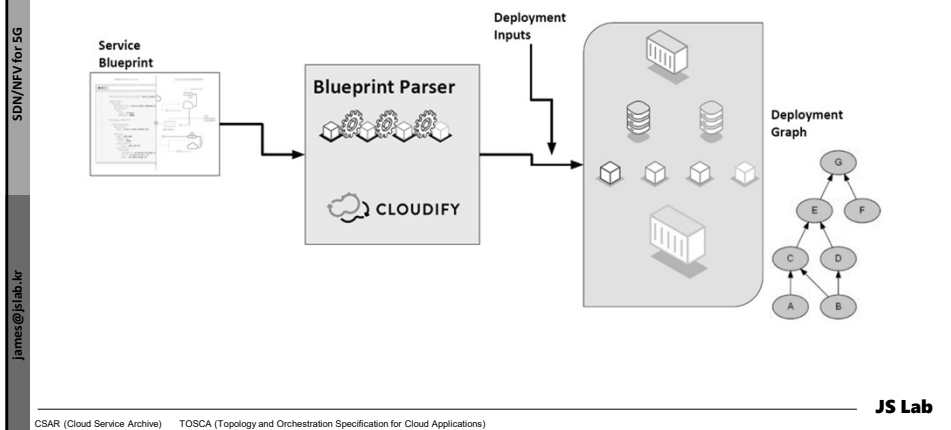 SDN/NFV for 5G
james@jslab.kr
Service
Blueprint
Blueprint Parser
CLOUDIFY
Deployment
Inputs
Deployment
Graph
G
E
F
C
D
A
B
JS Lab
CSAR (Cloud Service Archive) TOSCA (Topology and Orchestration Specification for Cloud Applications)